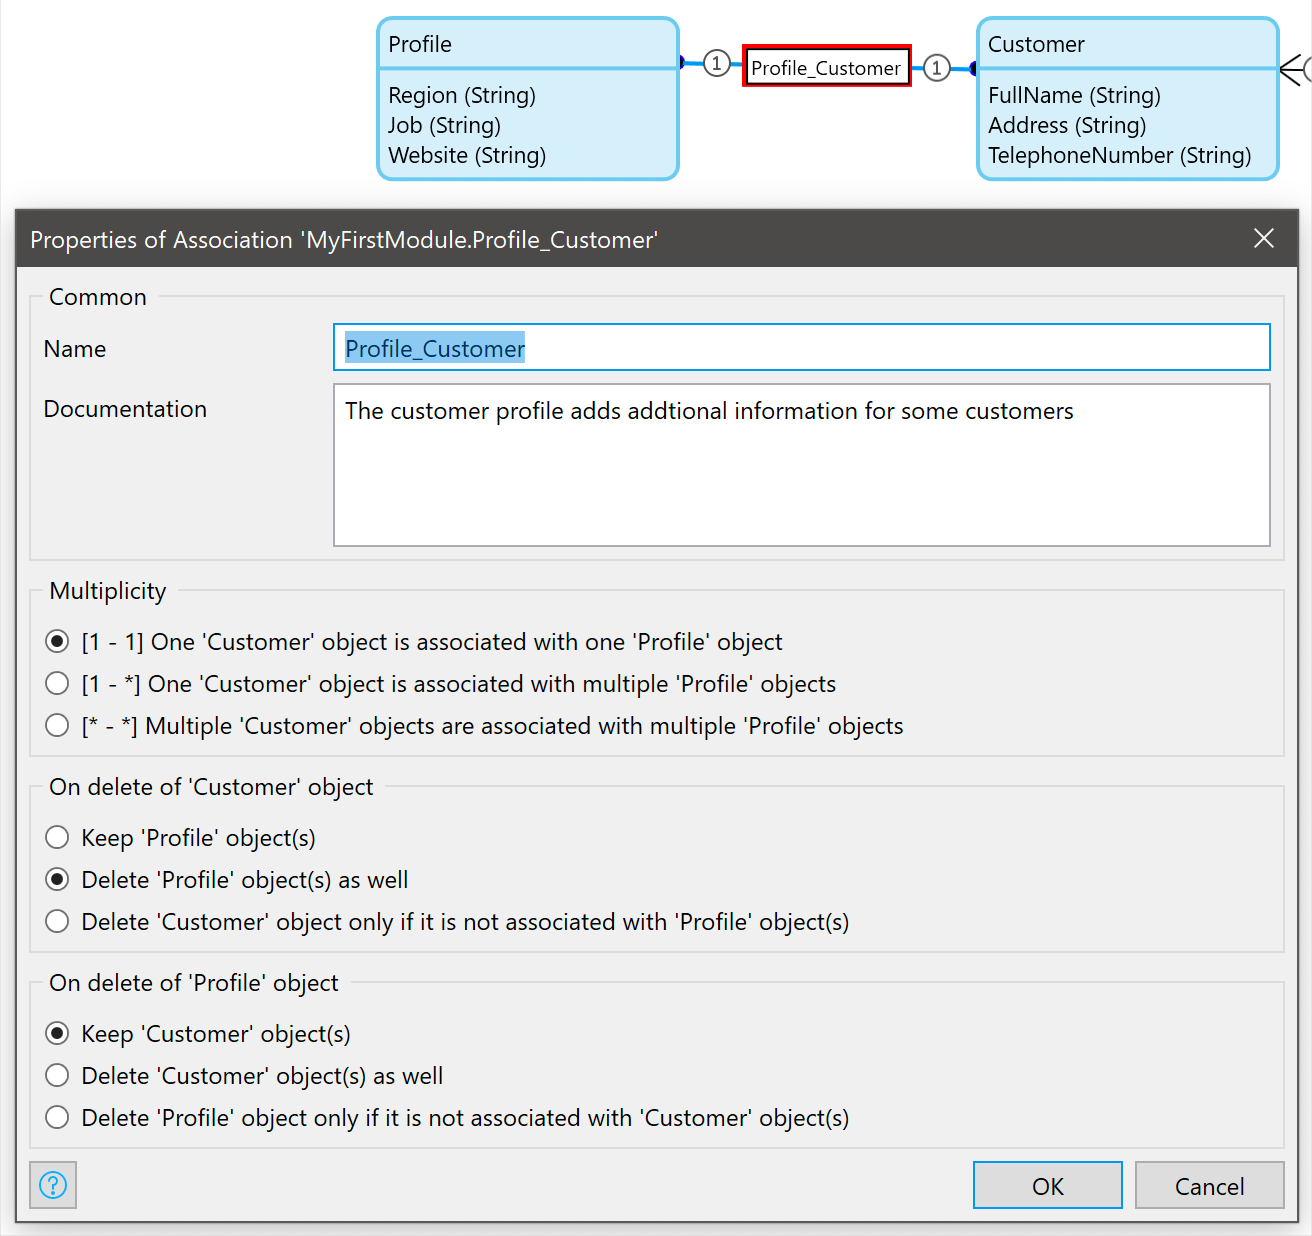 Profile
Region (String)
Job (String)
Website (String)
1
Profile_Customer
1
Customer
FullName (String)
Address (String)
TelephoneNumber (String)
Properties of Association 'MyFirstModule.Profile_Customer'
Common
Name
Profile_Customer
Documentation
The customer profile adds addtional information for some customers
Multiplicity
[1 - 1] One 'Customer' object is associated with one 'Profile' object
[1 - *] One 'Customer' object is associated with multiple 'Profile' objects
[* - *] Multiple 'Customer' objects are associated with multiple 'Profile' objects
On delete of 'Customer' object
Keep 'Profile' object(s)
Delete 'Profile' object(s) as well
Delete 'Customer' object only if it is not associated with 'Profile' object(s)
On delete of 'Profile' object
Keep 'Customer' object(s)
Delete 'Customer' object(s) as well
Delete 'Profile' object only if it is not associated with 'Customer' object(s)
?
OK
Cancel